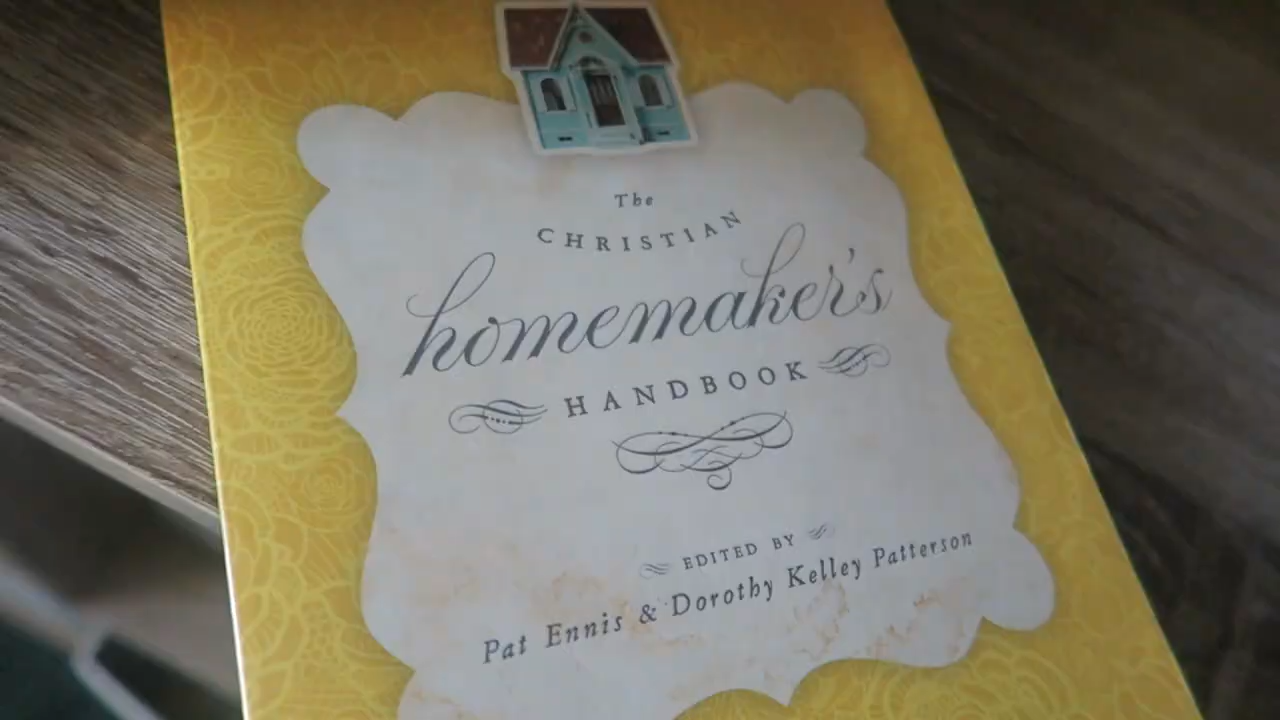 The
CHRISTIAN
homemaker's
HANDBOOK
EDITED BY
Pat Ennis & Dorothy Kelley Patterson